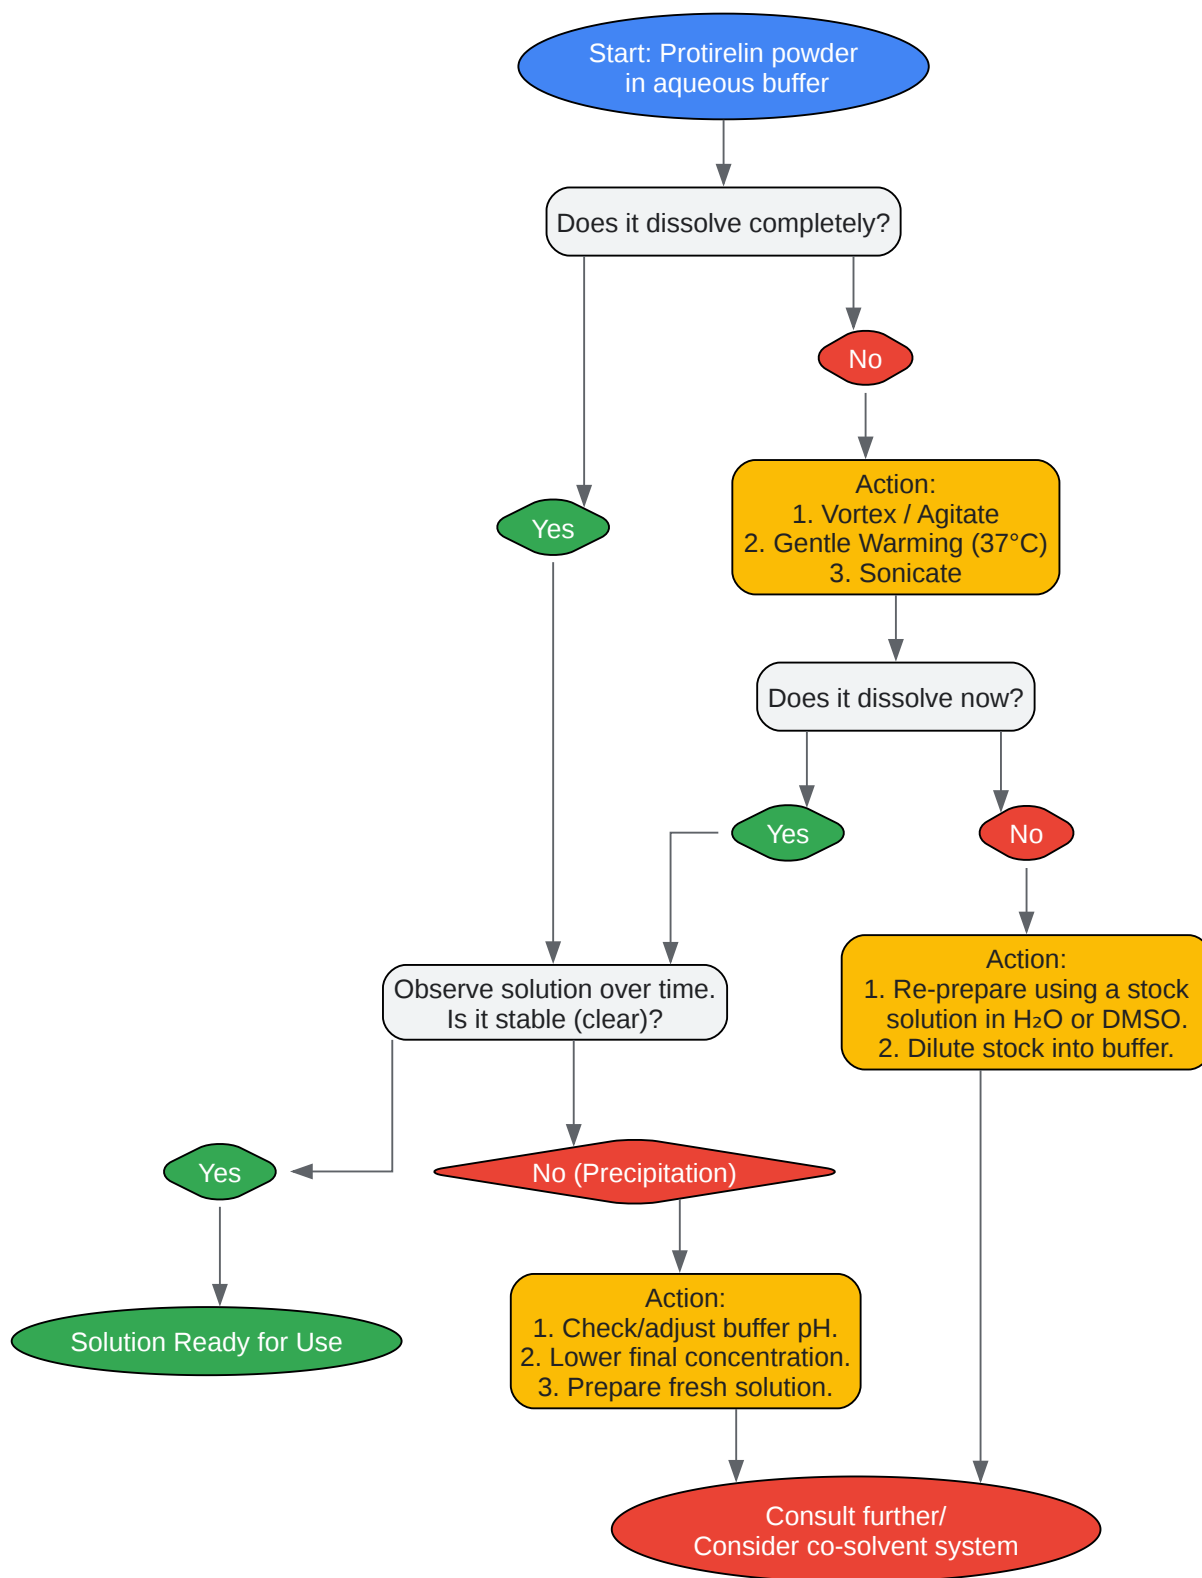 Start: Protirelin powder
in aqueous buffer
Does it dissolve completely?
No
Yes
Action:
1. Vortex / Agitate
2. Gentle Warming (37°C)
3. Sonicate
Does it dissolve now?
Yes
No
Observe solution over time.
Is it stable (clear)?
Action:
1. Re-prepare using a stock
solution in H₂O or DMSO.
2. Dilute stock into buffer.
Yes
No (Precipitation)
Solution Ready for Use
Action:
1. Check/adjust buffer pH.
2. Lower final concentration.
3. Prepare fresh solution.
Consult further/
Consider co-solvent system